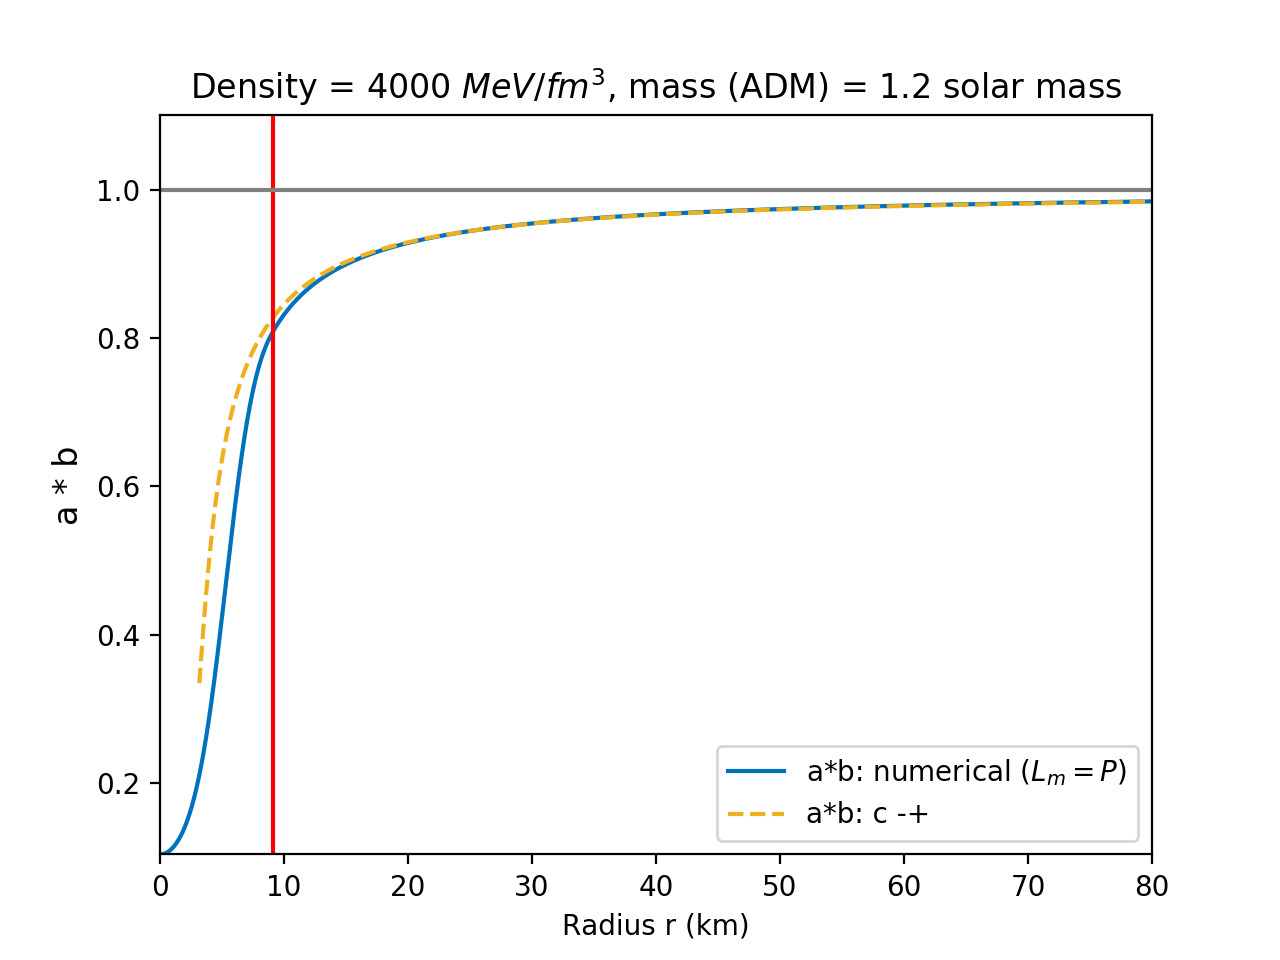 Density = 4000 MeV/fm³, mass (ADM) = 1.2 solar mass
1.0
0.8
0.6
0.4
0.2
a * b
a*b: numerical (Lₘ = P)
a*b: c -+
0 10 20 30 40 50 60 70 80
Radius r (km)